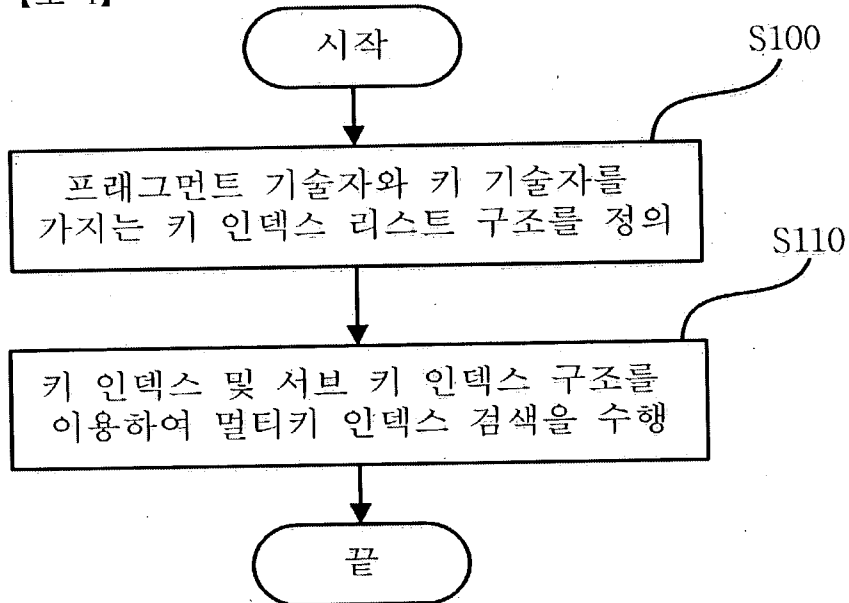 시작
S100
프래그먼트 기술자와 키 기술자를
가지는 키 인덱스 리스트 구조를 정의
S110
키 인덱스 및 서브 키 인덱스 구조를
이용하여 멀티키 인덱스 검색을 수행
끝